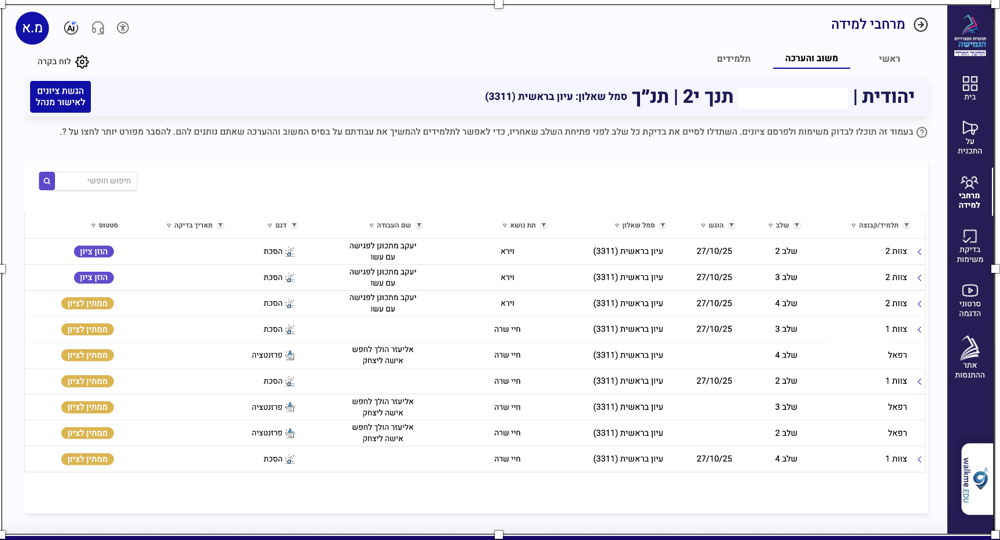 מרחבי למידה
Ai
מ.א
ראשי
משוב והערכה
תלמידים
לוח בקרה
יהודית |
תנך י2 | תנ״ך סמל שאלון: עיון בראשית (3311)
הגשת ציונים
לאישור מנהל
בעמוד זה תוכלו לבדוק משימות ולפרסם ציונים. השתדלו לסיים את בדיקת כל שלב לפני פתיחת השלב שאחריו, כדי לאפשר לתלמידים להמשיך את עבודתם על בסיס המשוב וההערכה שאתם נותנים להם. להסבר מפורט יותר לחצו על ?.
חיפוש חופשי
תלמיד/קבוצה שלב הוגש סמל שאלון תת נושא שם העבודה דגם תאריך בדיקה סטטוס
צוות 2 שלב 2 27/10/25 עיון בראשית (3311) וירא יעקב מתכונן לפגישה
עם עשו הסכת הוזן ציון
צוות 2 שלב 3 27/10/25 עיון בראשית (3311) וירא יעקב מתכונן לפגישה
עם עשו הסכת הוזן ציון
צוות 2 שלב 4 27/10/25 עיון בראשית (3311) וירא יעקב מתכונן לפגישה
עם עשו הסכת ממתין לציון
צוות 1 שלב 3 27/10/25 עיון בראשית (3311) חיי שרה הסכת ממתין לציון
רפאל שלב 4 עיון בראשית (3311) חיי שרה אליעזר הולך לחפש
אישה ליצחק פרזנטציה ממתין לציון
צוות 1 שלב 2 27/10/25 עיון בראשית (3311) חיי שרה הסכת ממתין לציון
רפאל שלב 3 עיון בראשית (3311) חיי שרה אליעזר הולך לחפש
אישה ליצחק פרזנטציה ממתין לציון
רפאל שלב 2 עיון בראשית (3311) חיי שרה אליעזר הולך לחפש
אישה ליצחק פרזנטציה ממתין לציון
צוות 1 שלב 4 27/10/25 עיון בראשית (3311) חיי שרה הסכת ממתין לציון
תוכנית הבגרויות
הגמישה
החינוך החרדי
בית
על
התכנית
מרחבי
למידה
בדיקת
משימות
סרטוני
הדגמה
אתר
ההתנסות
walkme.EDU